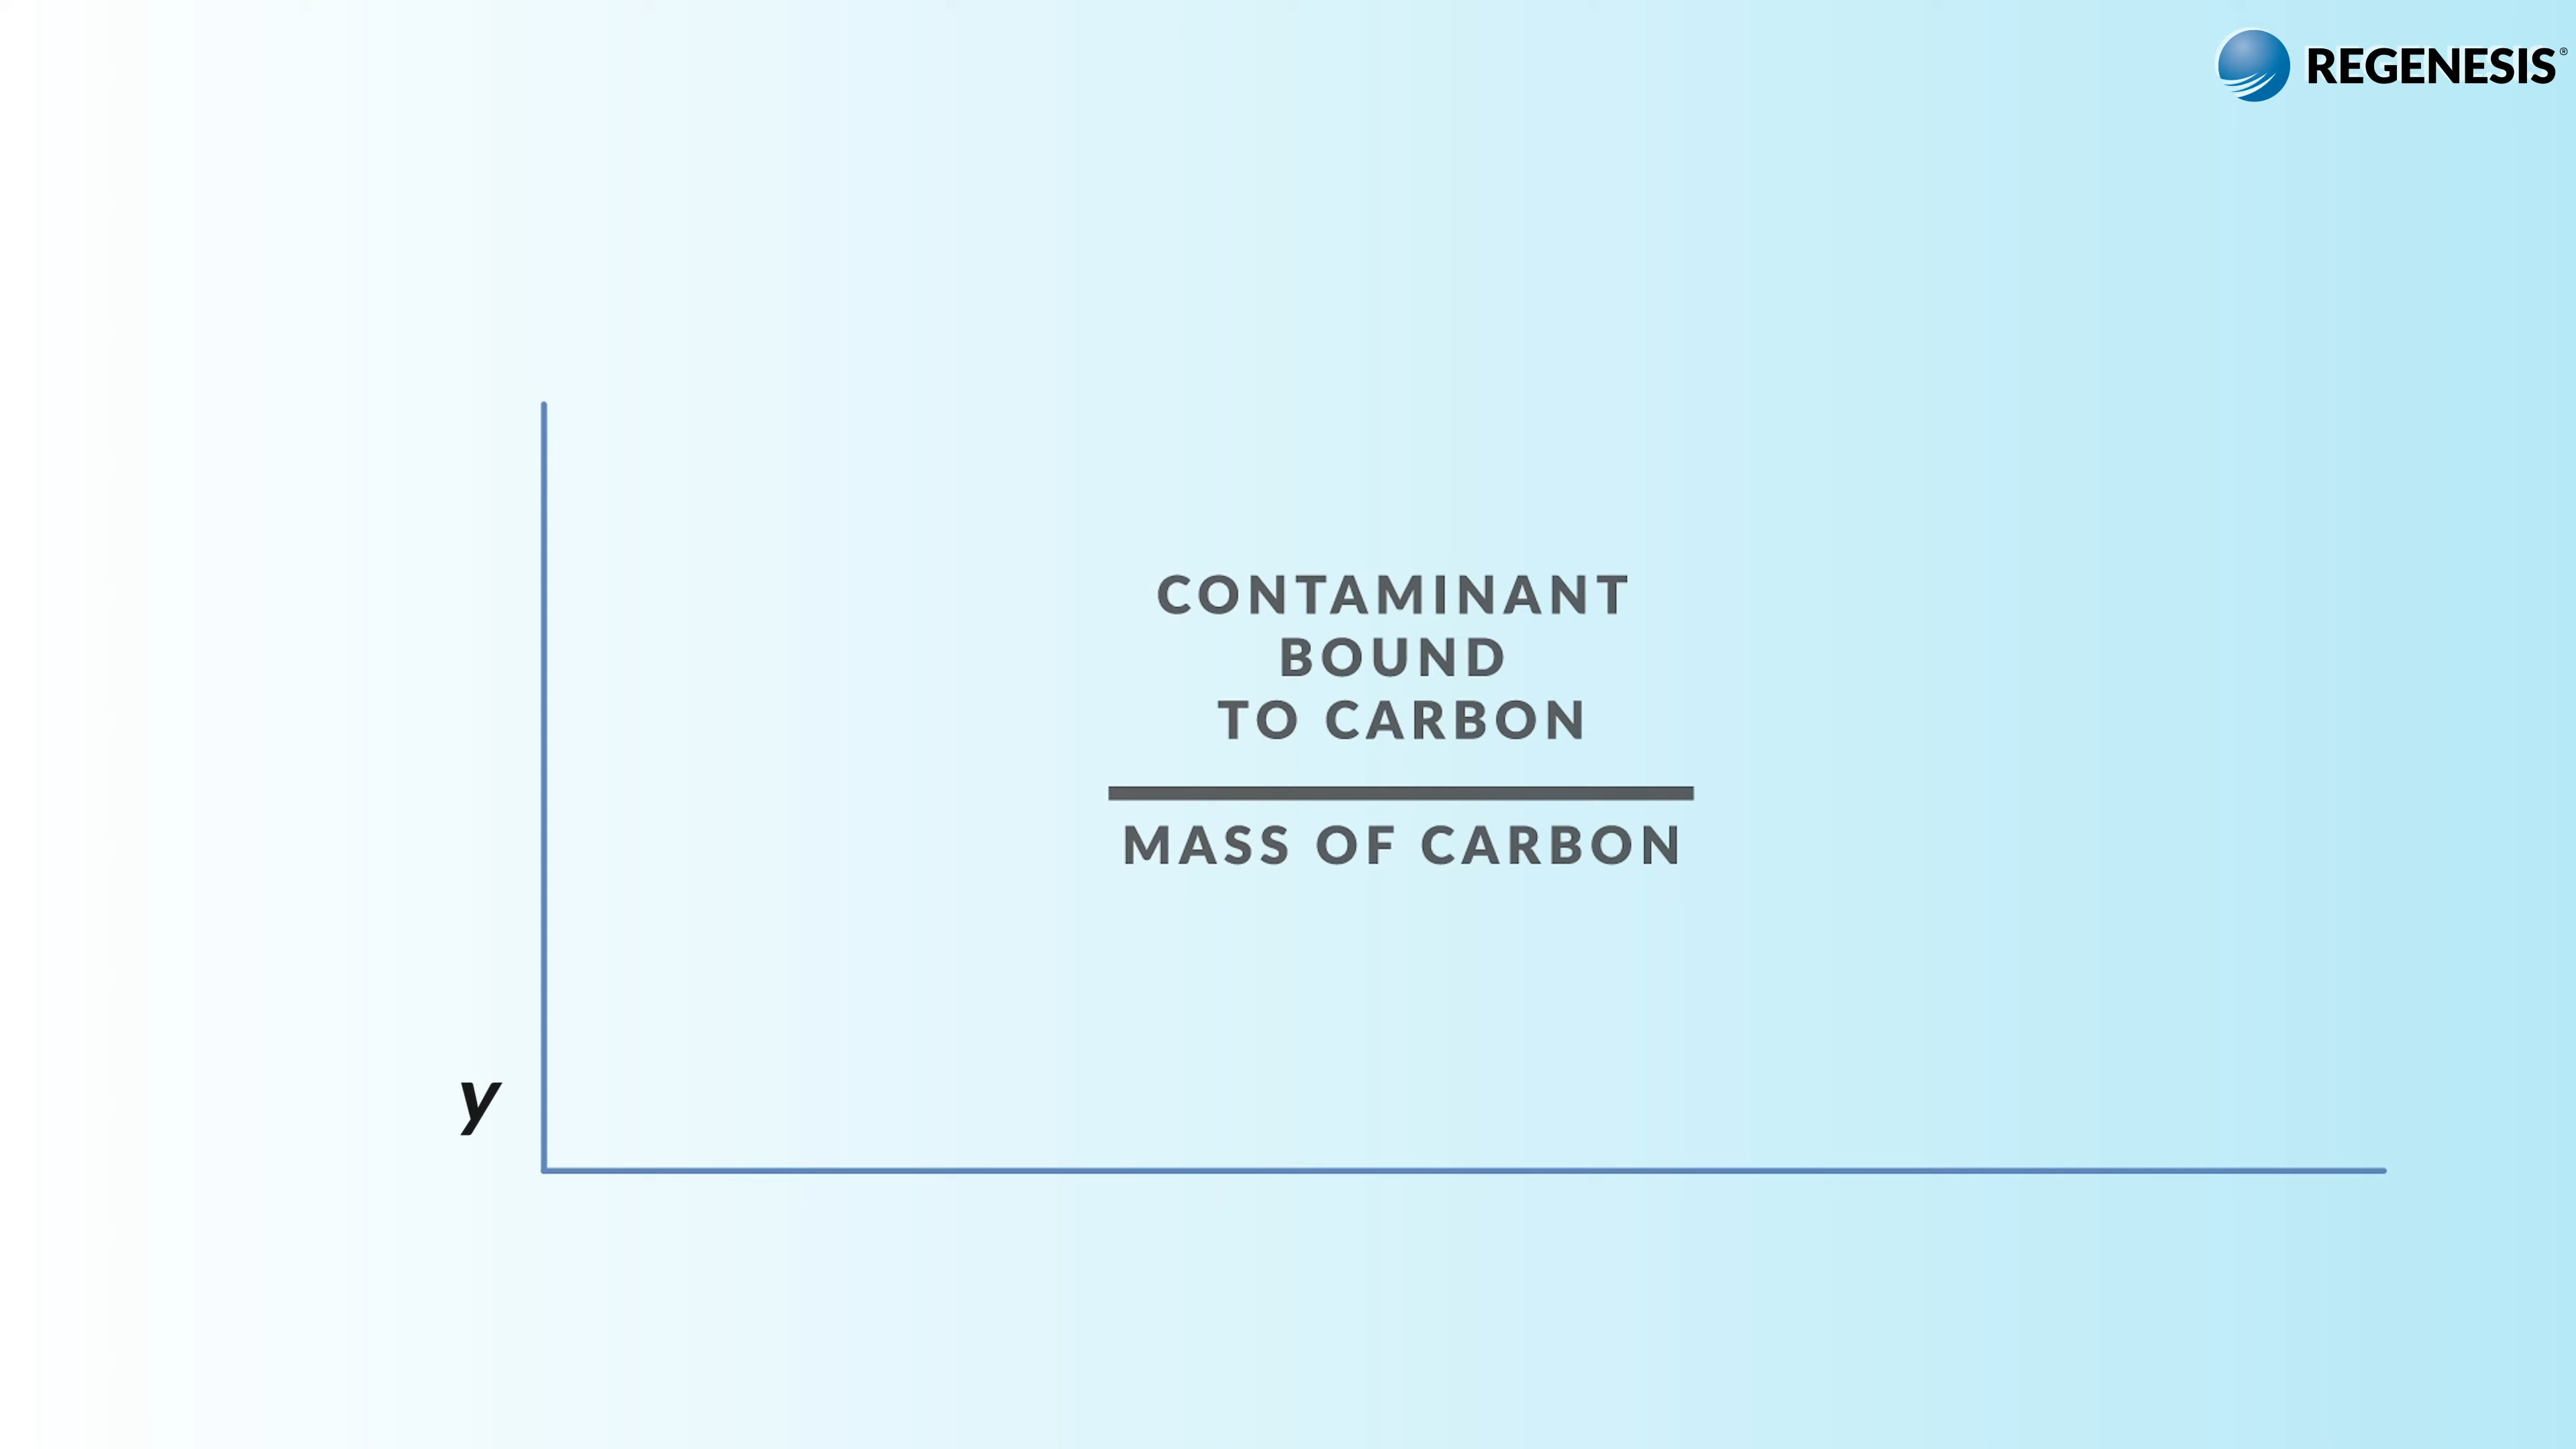 REGENESIS®
CONTAMINANT
BOUND
TO CARBON
MASS OF CARBON
y